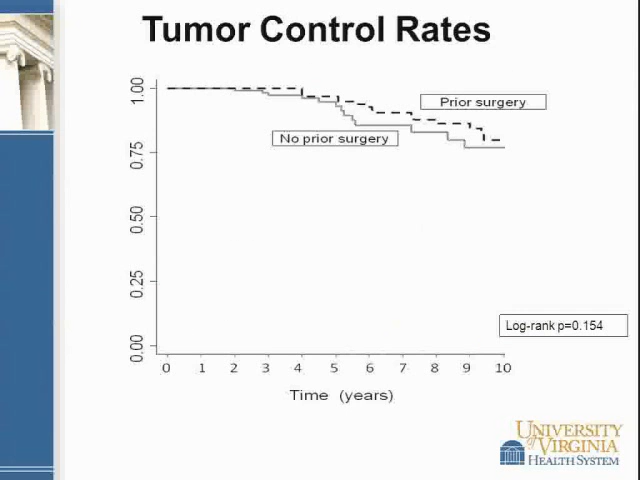 Tumor Control Rates
1.00
0.75
0.50
0.25
0.00
Prior surgery
No prior surgery
Log-rank p=0.154
0 1 2 3 4 5 6 7 8 9 10
Time (years)
UNIVERSITY
of VIRGINIA
HEALTH SYSTEM